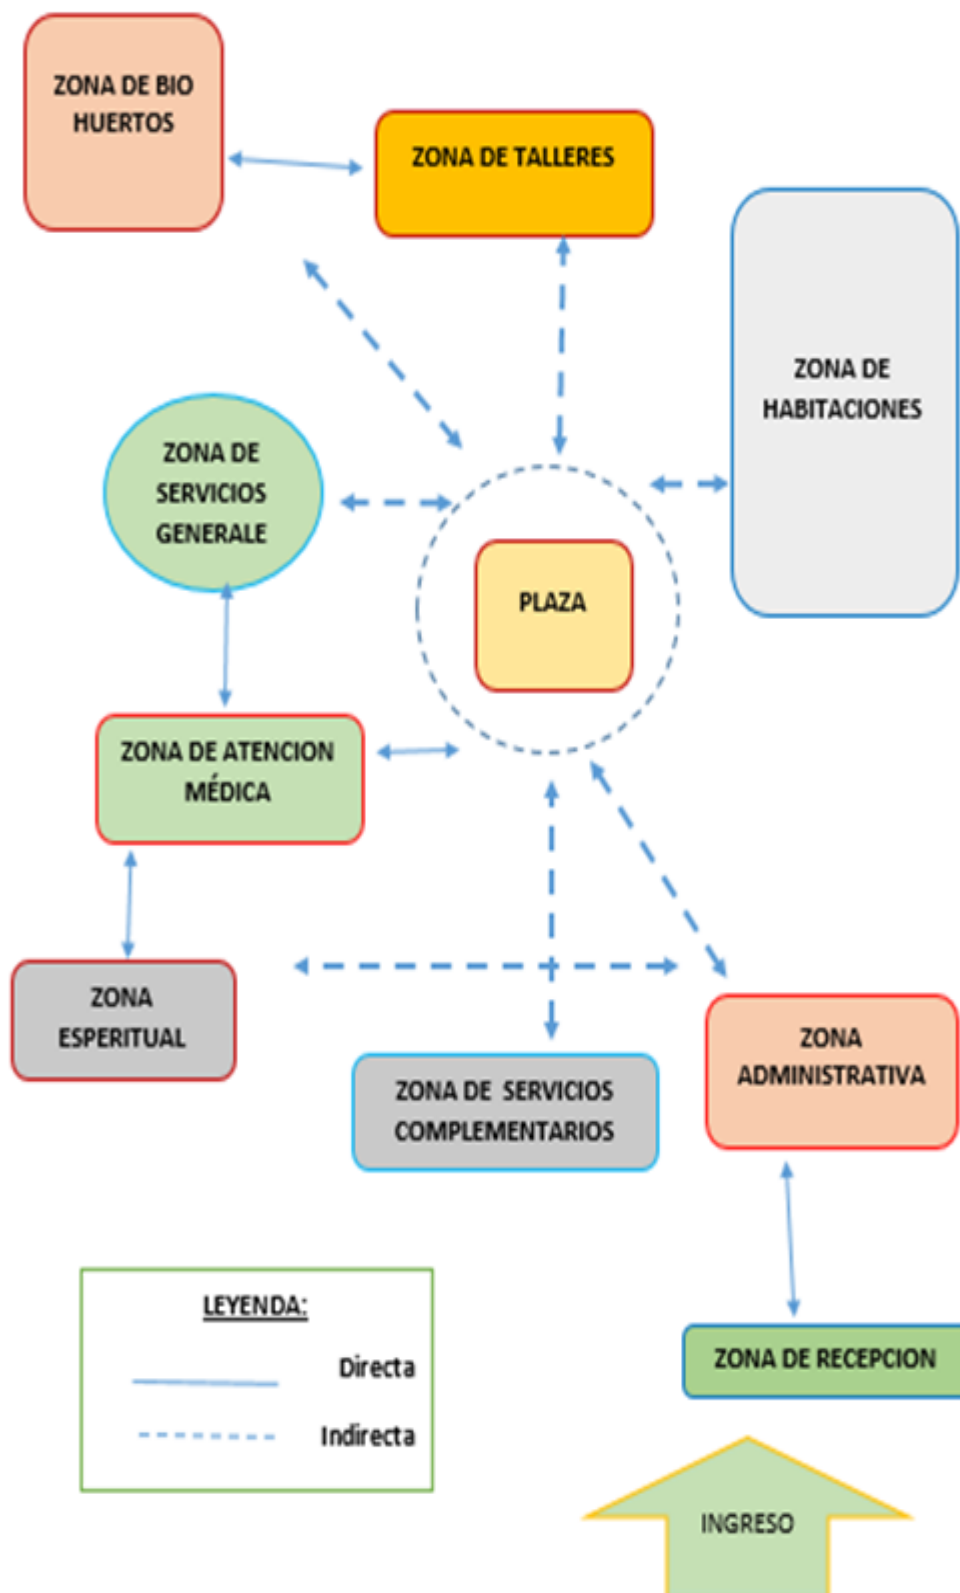 ZONA DE BIO
HUERTOS
ZONA DE TALLERES
ZONA DE
HABITACIONES
ZONA DE
SERVICIOS
GENERALE
PLAZA
ZONA DE ATENCION
MÉDICA
ZONA
ESPERITUAL
ZONA DE SERVICIOS
COMPLEMENTARIOS
ZONA
ADMINISTRATIVA
LEYENDA:
Directa
Indirecta
ZONA DE RECEPCION
INGRESO